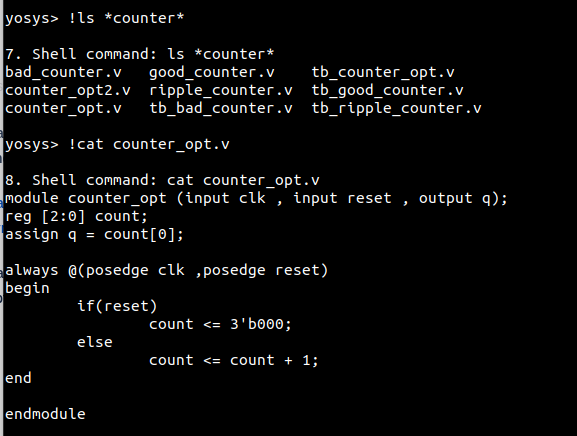 yosys> !ls *counter*
7. Shell command: ls *counter*
bad_counter.v   good_counter.v    tb_counter_opt.v
counter_opt2.v  ripple_counter.v  tb_good_counter.v
counter_opt.v   tb_bad_counter.v  tb_ripple_counter.v
yosys> !cat counter_opt.v
8. Shell command: cat counter_opt.v
module counter_opt (input clk , input reset , output q);
reg [2:0] count;
assign q = count[0];
always @(posedge clk ,posedge reset)
begin
        if(reset)
                count <= 3'b000;
        else
                count <= count + 1;
end
endmodule